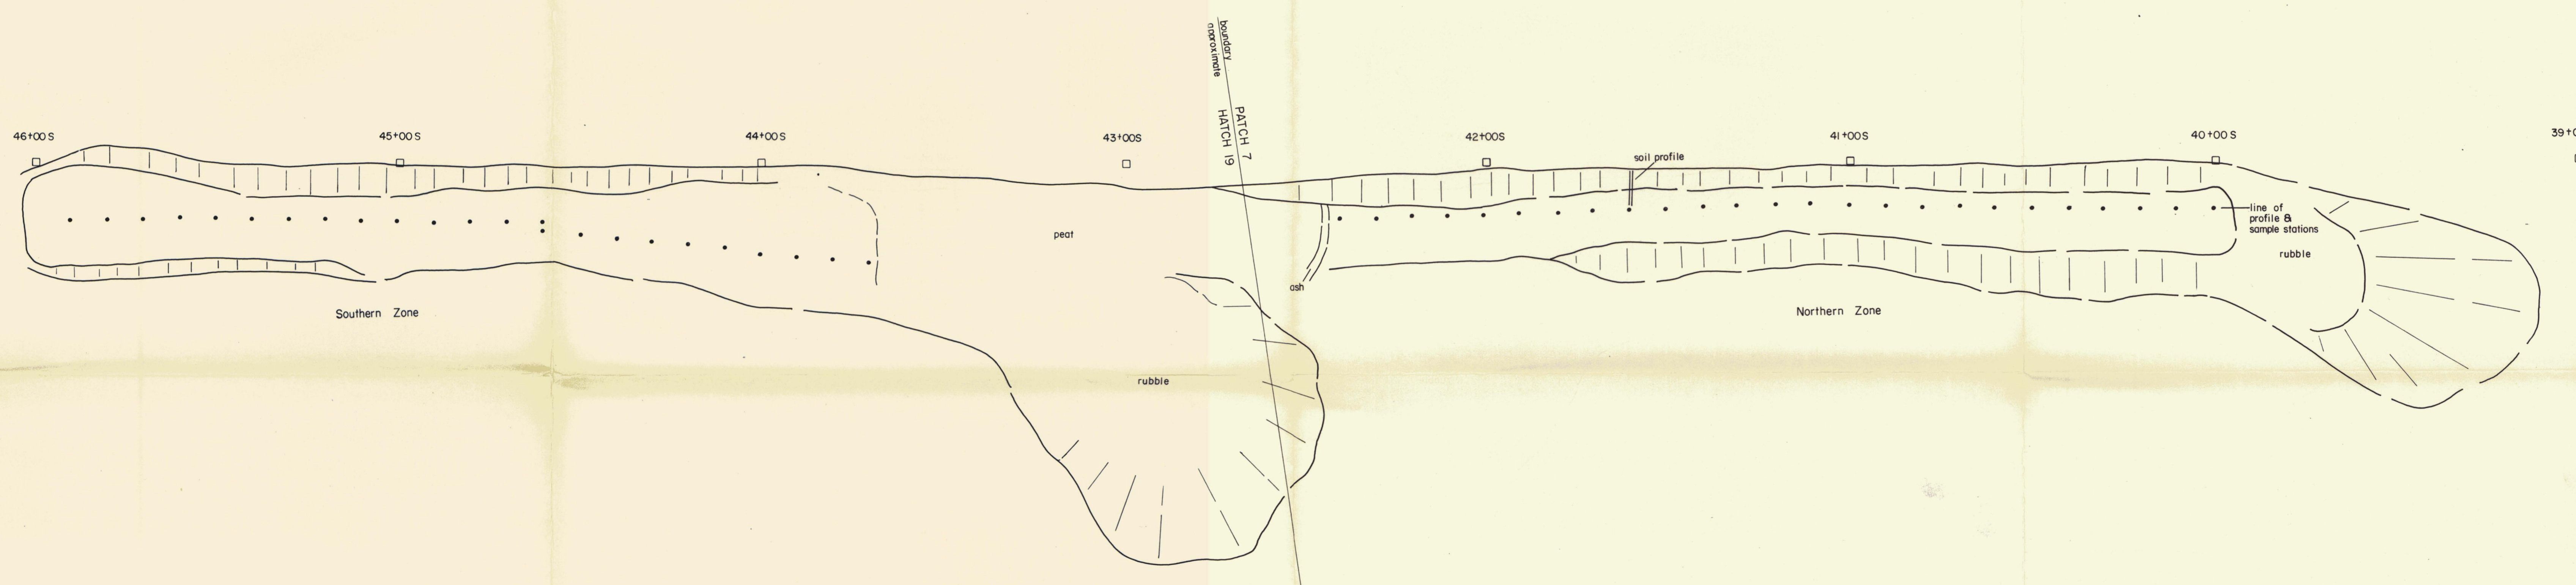 approximate
boundary
HATCH 19
PATCH 7
46+00 S
45+00 S
44+00 S
43+00S
42+00S
41+00S
40+00 S
soil profile
line of
profile &
sample stations
peat
rubble
ash
Southern Zone
Northern Zone
rubble